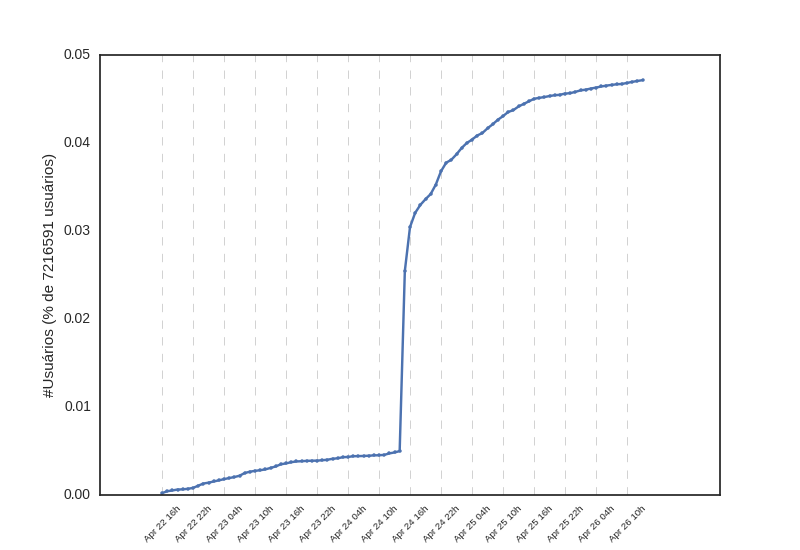 0.05
0.04
0.03
0.02
0.01
0.00
#Usuários (% de 7216591 usuários)
Apr 22 16h
Apr 22 22h
Apr 23 04h
Apr 23 10h
Apr 23 16h
Apr 23 22h
Apr 24 04h
Apr 24 10h
Apr 24 16h
Apr 24 22h
Apr 25 04h
Apr 25 10h
Apr 25 16h
Apr 25 22h
Apr 26 04h
Apr 26 10h